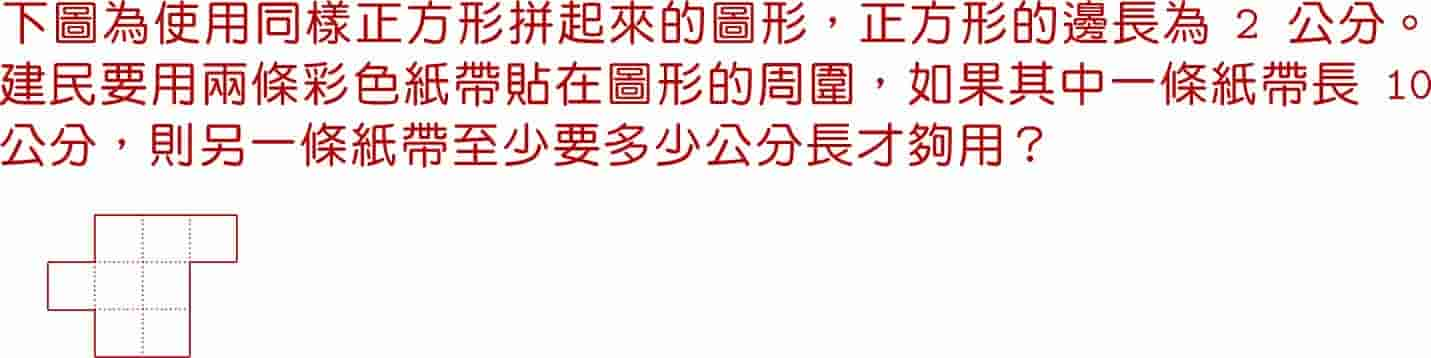 下圖為使用同樣正方形拼起來的圖形，正方形的邊長為 2 公分。
建民要用兩條彩色紙帶貼在圖形的周圍，如果其中一條紙帶長 10
公分，則另一條紙帶至少要多少公分長才夠用？